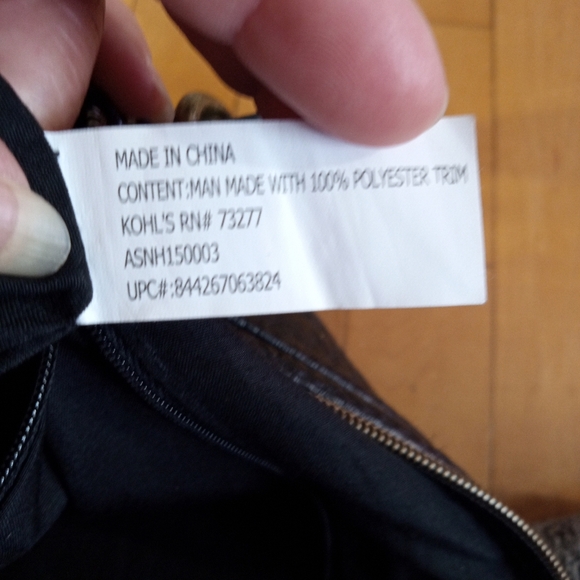 MADE IN CHINA
CONTENT:MAN MADE WITH 100% POLYESTER TRIM
KOHL'S RN# 73277
ASNH150003
UPC#:844267063824